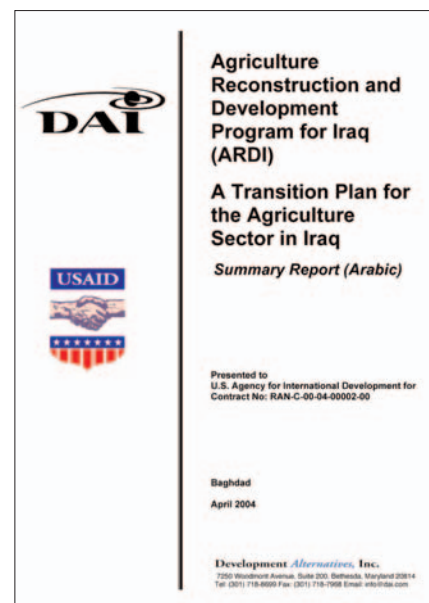 DAI
USAID
Agriculture
Reconstruction and
Development
Program for Iraq
(ARDI)
A Transition Plan for
the Agriculture
Sector in Iraq
Summary Report (Arabic)
Presented to
U.S. Agency for International Development for
Contract No: RAN-C-00-04-00002-00
Baghdad
April 2004
Development Alternatives, Inc.
7250 Woodmont Avenue, Suite 200, Bethesda, Maryland 20814
Tel: (301) 718-8699 Fax: (301) 718-7968 Email: info@dai.com